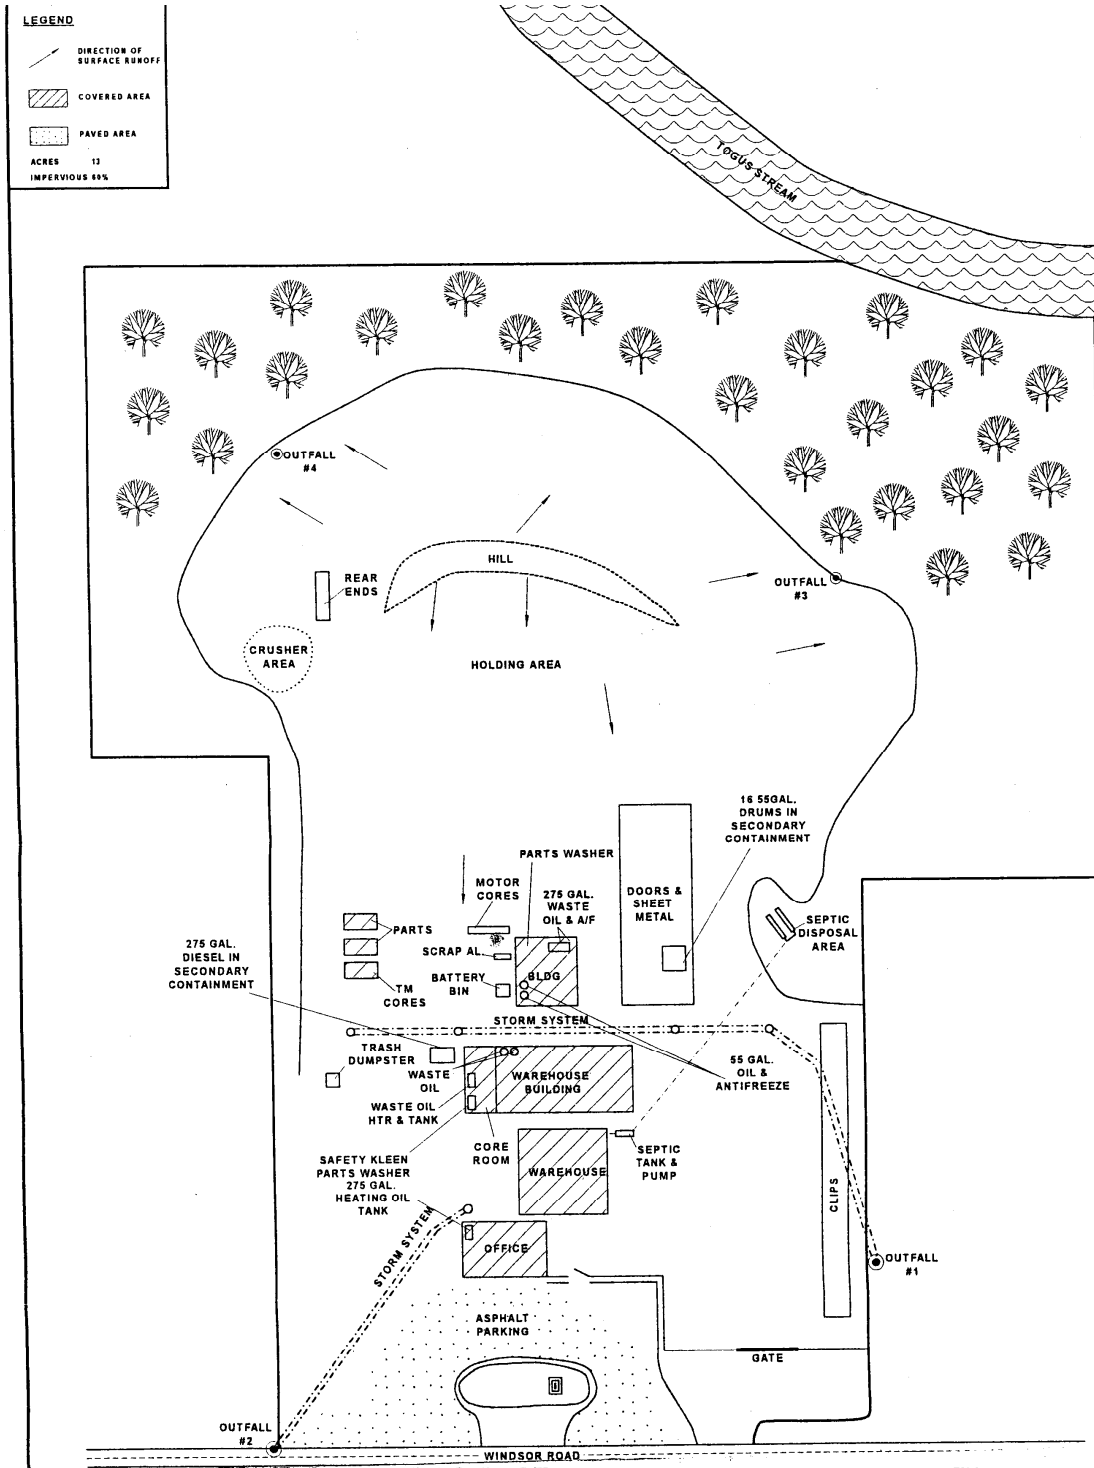 LEGEND
DIRECTION OF
SURFACE RUNOFF
COVERED AREA
PAVED AREA
ACRES 13
IMPERVIOUS 60%
TOGUS STREAM
OUTFALL
#4
HILL
REAR
ENDS
OUTFALL
#3
CRUSHER
AREA
HOLDING AREA
16 55GAL.
DRUMS IN
SECONDARY
CONTAINMENT
PARTS WASHER
MOTOR
CORES
275 GAL.
WASTE
OIL & A/F
DOORS &
SHEET
METAL
SEPTIC
DISPOSAL
AREA
PARTS
275 GAL.
DIESEL IN
SECONDARY
CONTAINMENT
SCRAP AL.
BATTERY
BIN
BLDG
TM
CORES
STORM SYSTEM
TRASH
DUMPSTER
WASTE
OIL
WAREHOUSE
BUILDING
55 GAL.
OIL &
ANTIFREEZE
WASTE OIL
HTR & TANK
CORE
ROOM
SEPTIC
TANK &
PUMP
SAFETY KLEEN
PARTS WASHER
275 GAL.
HEATING OIL
TANK
WAREHOUSE
CLIPS
STORM SYSTEM
OFFICE
OUTFALL
#1
ASPHALT
PARKING
GATE
OUTFALL
#2
WINDSOR ROAD